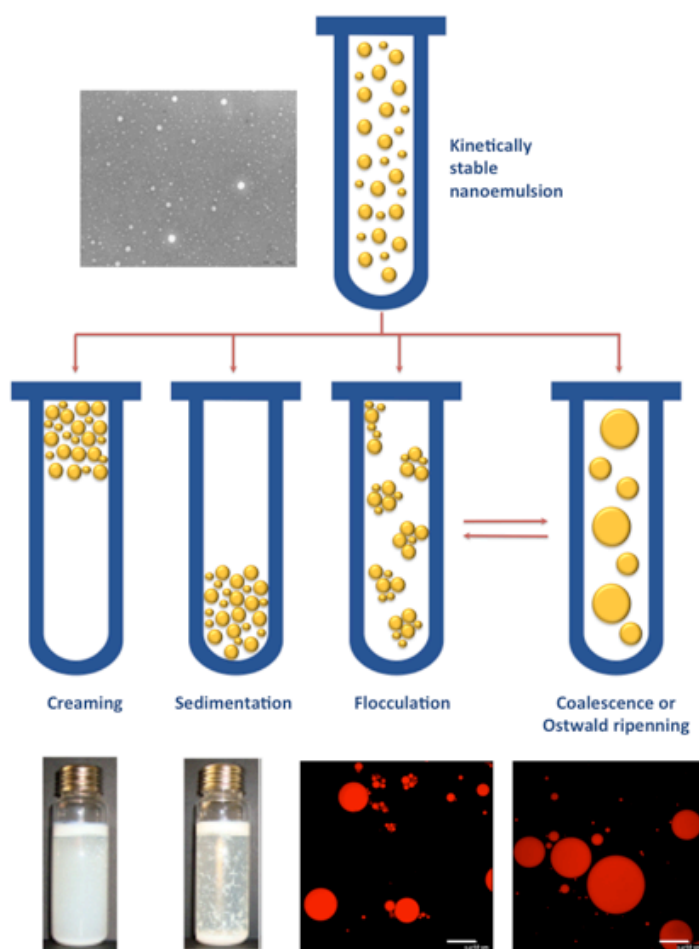 Kinetically
stable
nanoemulsion
Creaming
Sedimentation
Flocculation
Coalescence or
Ostwald ripenning